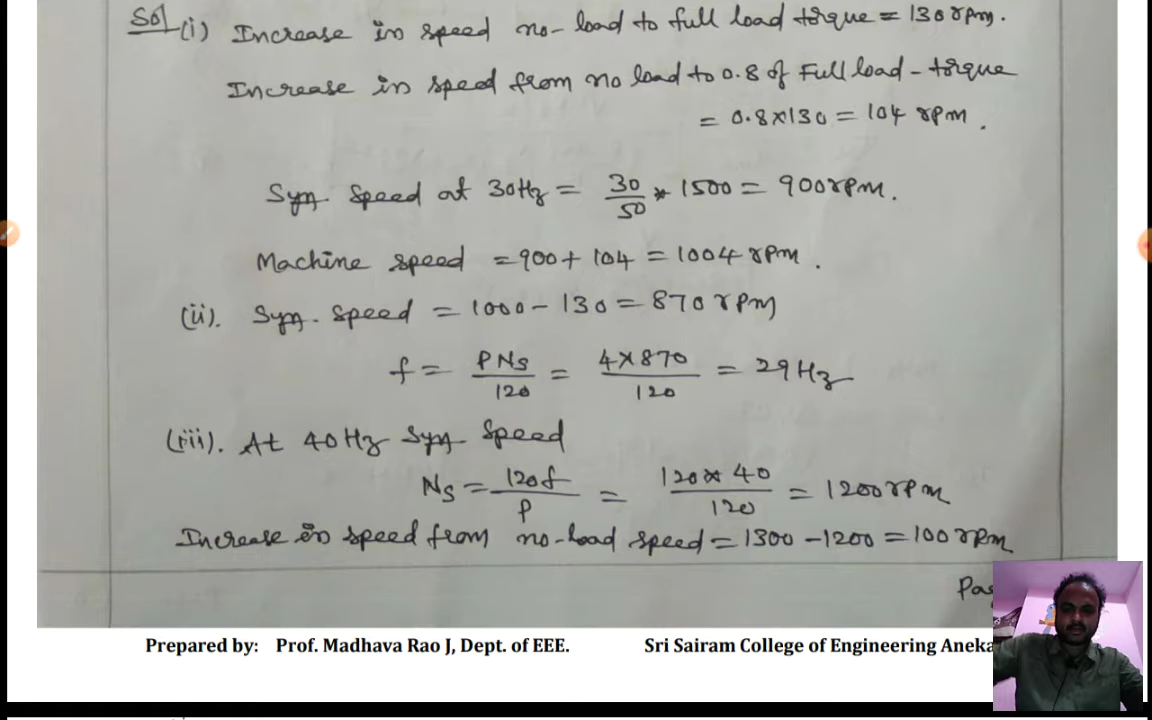 Sol (i) Increase in speed no-load to full load torque = 130 rpm.
Increase in speed from no load to 0.8 of Full load-torque
= 0.8×130 = 104 rpm.
Syn. Speed at 30Hz = 30/50 * 1500 = 900 rpm.
Machine speed = 900 + 104 = 1004 rpm.
(ii). Syn. speed = 1000 - 130 = 870 rpm
f = PNs/120 = 4×870/120 = 29 Hz
(iii). At 40Hz Syn speed
Ns = 120f/P = 120×40/120 = 1200 rpm
Increase in speed from no-load speed = 1300 - 1200 = 100 rpm
Prepared by: Prof. Madhava Rao J, Dept. of EEE. Sri Sairam College of Engineering